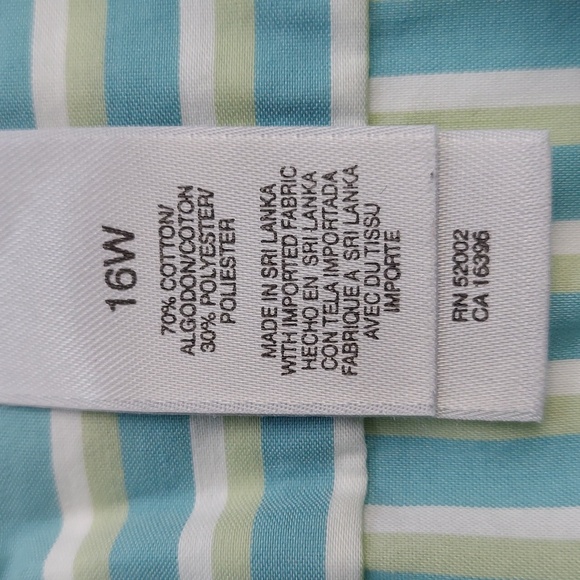 16W
70% COTTON/
ALGODON/COTON
30% POLYESTER/
POLIESTER
MADE IN SRI LANKA
WITH IMPORTED FABRIC
HECHO EN SRI LANKA
CON TELA IMPORTADA
FABRIQUE A SRI LANKA
AVEC DU TISSU
IMPORTE
RN 52002
CA 16396